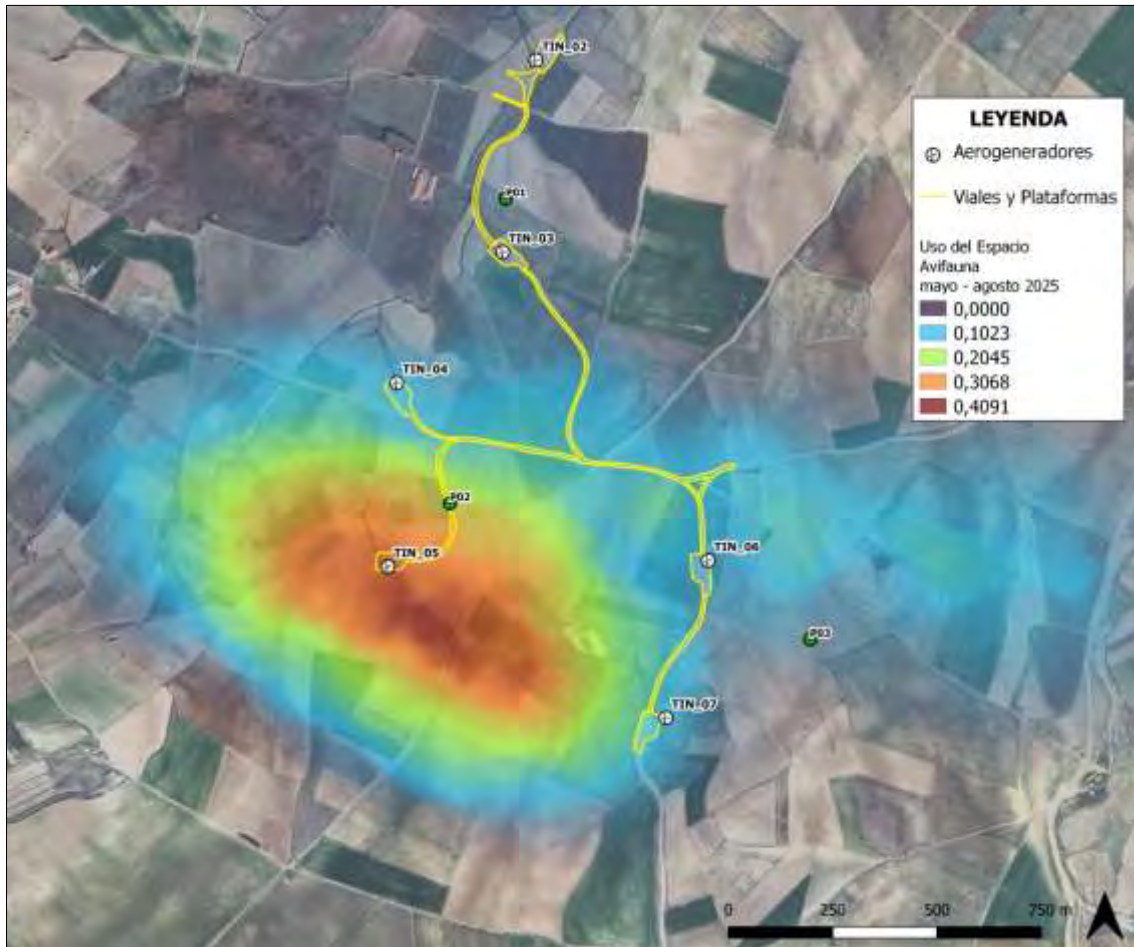 TIN_02
LEYENDA
Aerogeneradores
Viales y Plataformas
Uso del Espacio
Avifauna
mayo - agosto 2025
0,0000
0,1023
0,2045
0,3068
0,4091
P01
TIN_03
TIN_04
P02
TIN_05
TIN_06
P03
TIN_07
0 250 500 750 m